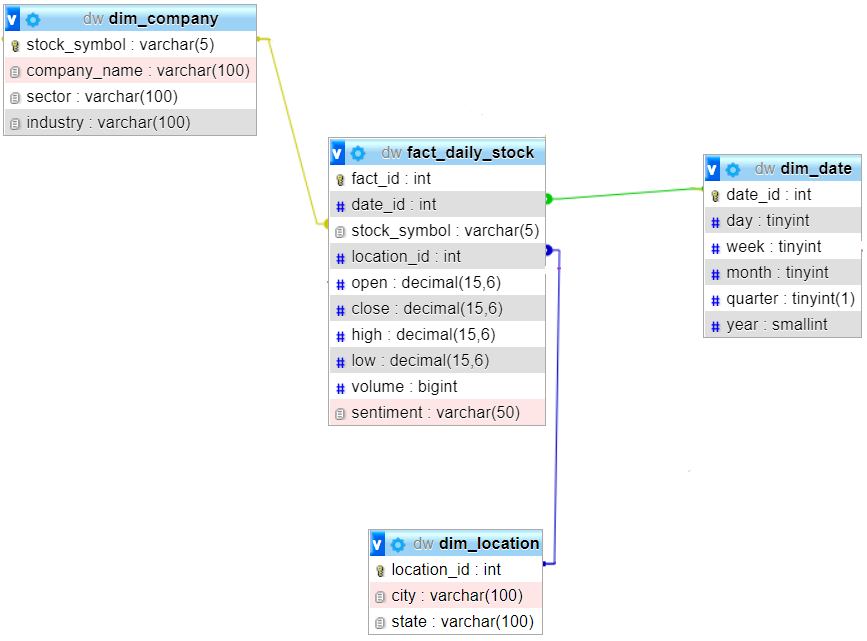 v dw dim_company
stock_symbol : varchar(5)
company_name : varchar(100)
sector : varchar(100)
industry : varchar(100)
v dw fact_daily_stock
fact_id : int
# date_id : int
stock_symbol : varchar(5)
# location_id : int
# open : decimal(15,6)
# close : decimal(15,6)
# high : decimal(15,6)
# low : decimal(15,6)
# volume : bigint
sentiment : varchar(50)
v dw dim_date
date_id : int
# day : tinyint
# week : tinyint
# month : tinyint
# quarter : tinyint(1)
# year : smallint
v dw dim_location
location_id : int
city : varchar(100)
state : varchar(100)